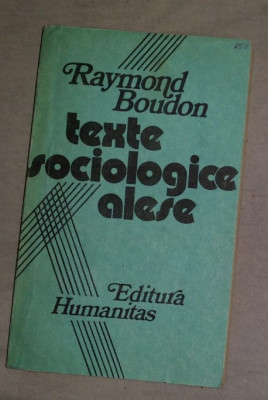 Raymond
Boudon
texte
sociologice
alese
Editura
Humanitas